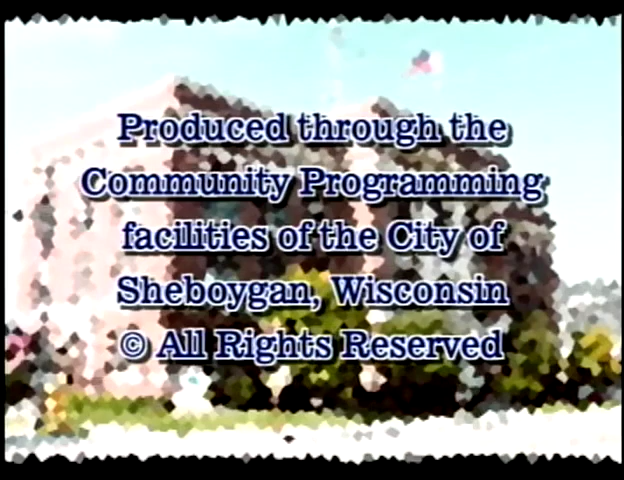 Produced through the
Community Programming
facilities of the City of
Sheboygan, Wisconsin
© All Rights Reserved